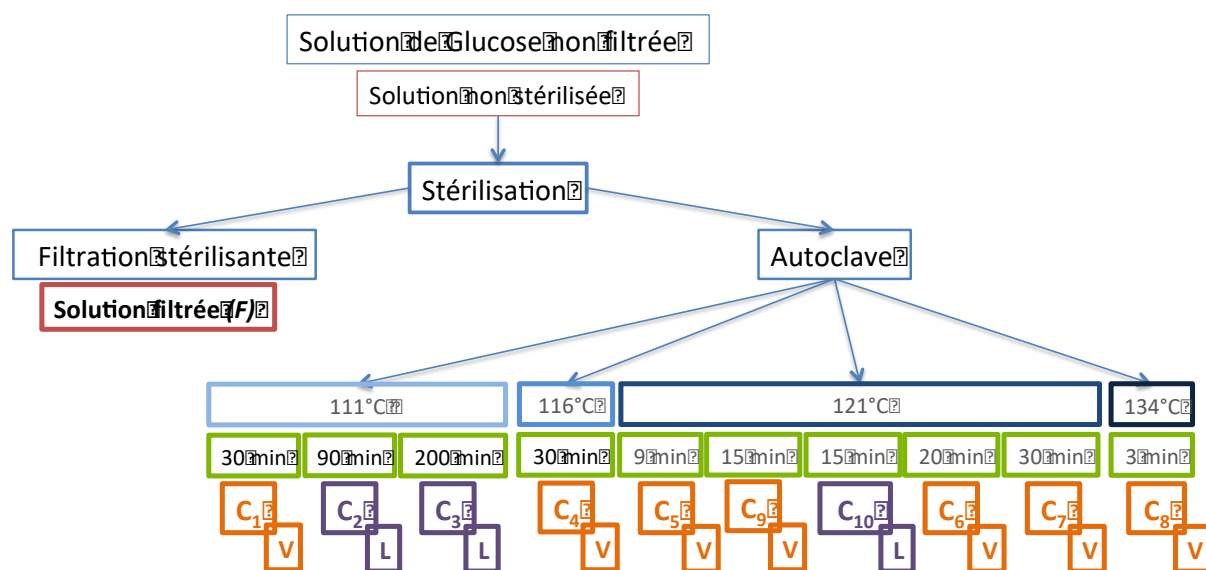 Solution de Glucose non filtrée
Solution non stérilisée
Stérilisation
Filtration stérilisante
Autoclave
Solution filtrée (F)
111°C 116°C 121°C 134°C
30 min 90 min 200 min 30 min 9 min 15 min 15 min 20 min 30 min 3 min
C1 C2 C3 C4 C5 C9 C10 C6 C7 C8
V L L V V V L V V V